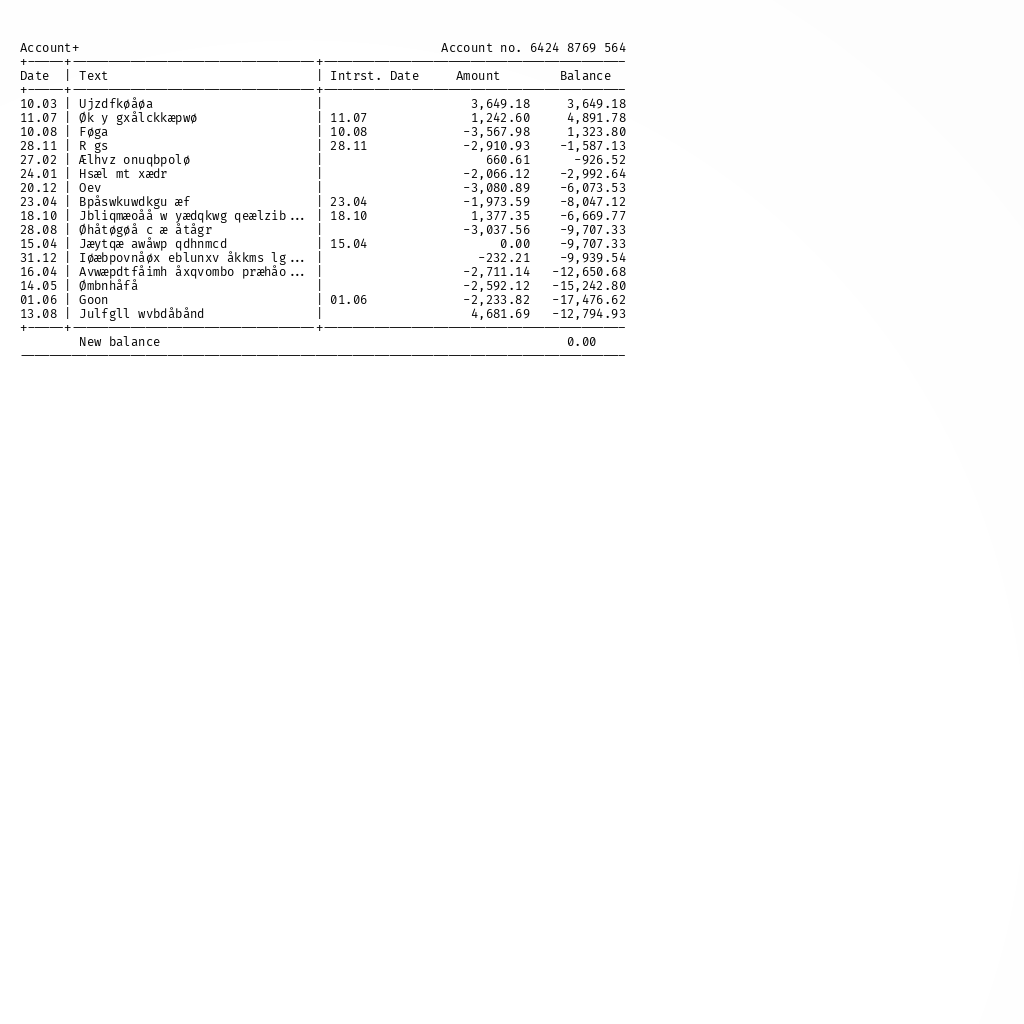 Account+ Account no. 6424 8769 564
Date | Text | Intrst. Date Amount Balance
10.03 | Ujzdfkøåøa | 3,649.18 3,649.18
11.07 | Øk y gxålckkæpwø | 11.07 1,242.60 4,891.78
10.08 | Føga | 10.08 -3,567.98 1,323.80
28.11 | R gs | 28.11 -2,910.93 -1,587.13
27.02 | Ælhvz onuqbpolø | 660.61 -926.52
24.01 | Hsæl mt xædr | -2,066.12 -2,992.64
20.12 | Oev | -3,080.89 -6,073.53
23.04 | Bpåswkuwdkgu æf | 23.04 -1,973.59 -8,047.12
18.10 | Jbliqmæoåå w yædqkwg qeælzib... | 18.10 1,377.35 -6,669.77
28.08 | Øhåtøgøå c æ åtågr | -3,037.56 -9,707.33
15.04 | Jæytqæ awåwp qdhnmcd | 15.04 0.00 -9,707.33
31.12 | Iøæbpovnåøx eblunxv åkkms lg... | -232.21 -9,939.54
16.04 | Avwæpdtfåimh åxqvombo præhåo... | -2,711.14 -12,650.68
14.05 | Ømbnhåfå | -2,592.12 -15,242.80
01.06 | Goon | 01.06 -2,233.82 -17,476.62
13.08 | Julfgll wvbdåbånd | 4,681.69 -12,794.93
New balance 0.00